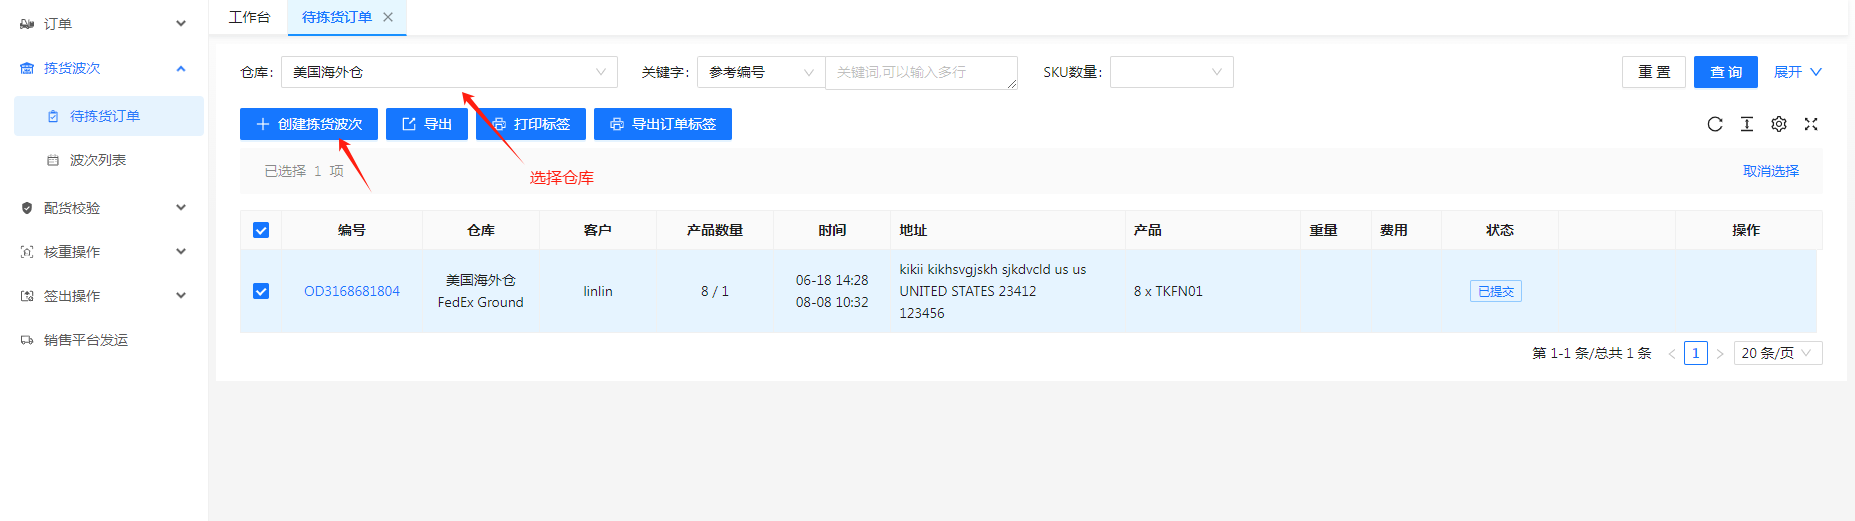 订单
拣货波次
待拣货订单
波次列表
配货校验
核重操作
签出操作
销售平台发运
工作台 待拣货订单
仓库: 美国海外仓 关键字: 参考编号 关键词,可以输入多行 SKU数量: 重 置 查 询 展开
创建拣货波次 导出 打印标签 导出订单标签
已选择 1 项 选择仓库 取消选择
编号 仓库 客户 产品数量 时间 地址 产品 重量 费用 状态 操作
OD3168681804
美国海外仓
FedEx Ground
linlin
8 / 1
06-18 14:28
08-08 10:32
kikii kikhsvgjskh sjkdvcld us us
UNITED STATES 23412
123456
8 x TKFN01
已提交
第 1-1 条/总共 1 条 1 20 条/页